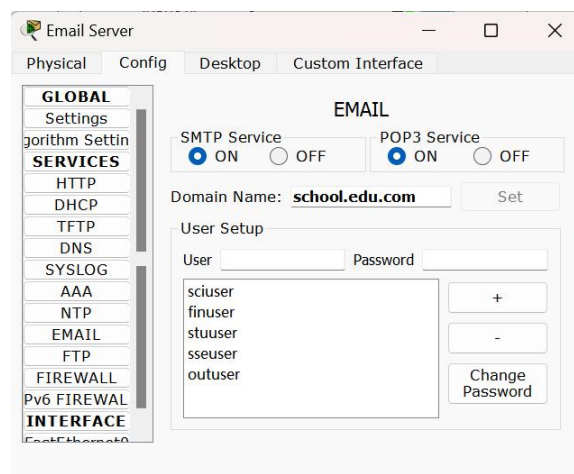 Email Server
Physical Config Desktop Custom Interface
GLOBAL
Settings
gorithm Settin
SERVICES
HTTP
DHCP
TFTP
DNS
SYSLOG
AAA
NTP
EMAIL
FTP
FIREWALL
Pv6 FIREWAL
INTERFACE
EMAIL
SMTP Service POP3 Service
ON OFF ON OFF
Domain Name: school.edu.com Set
User Setup
User Password
sciuser
finuser
stuuser
sseuser
outuser
+
-
Change
Password